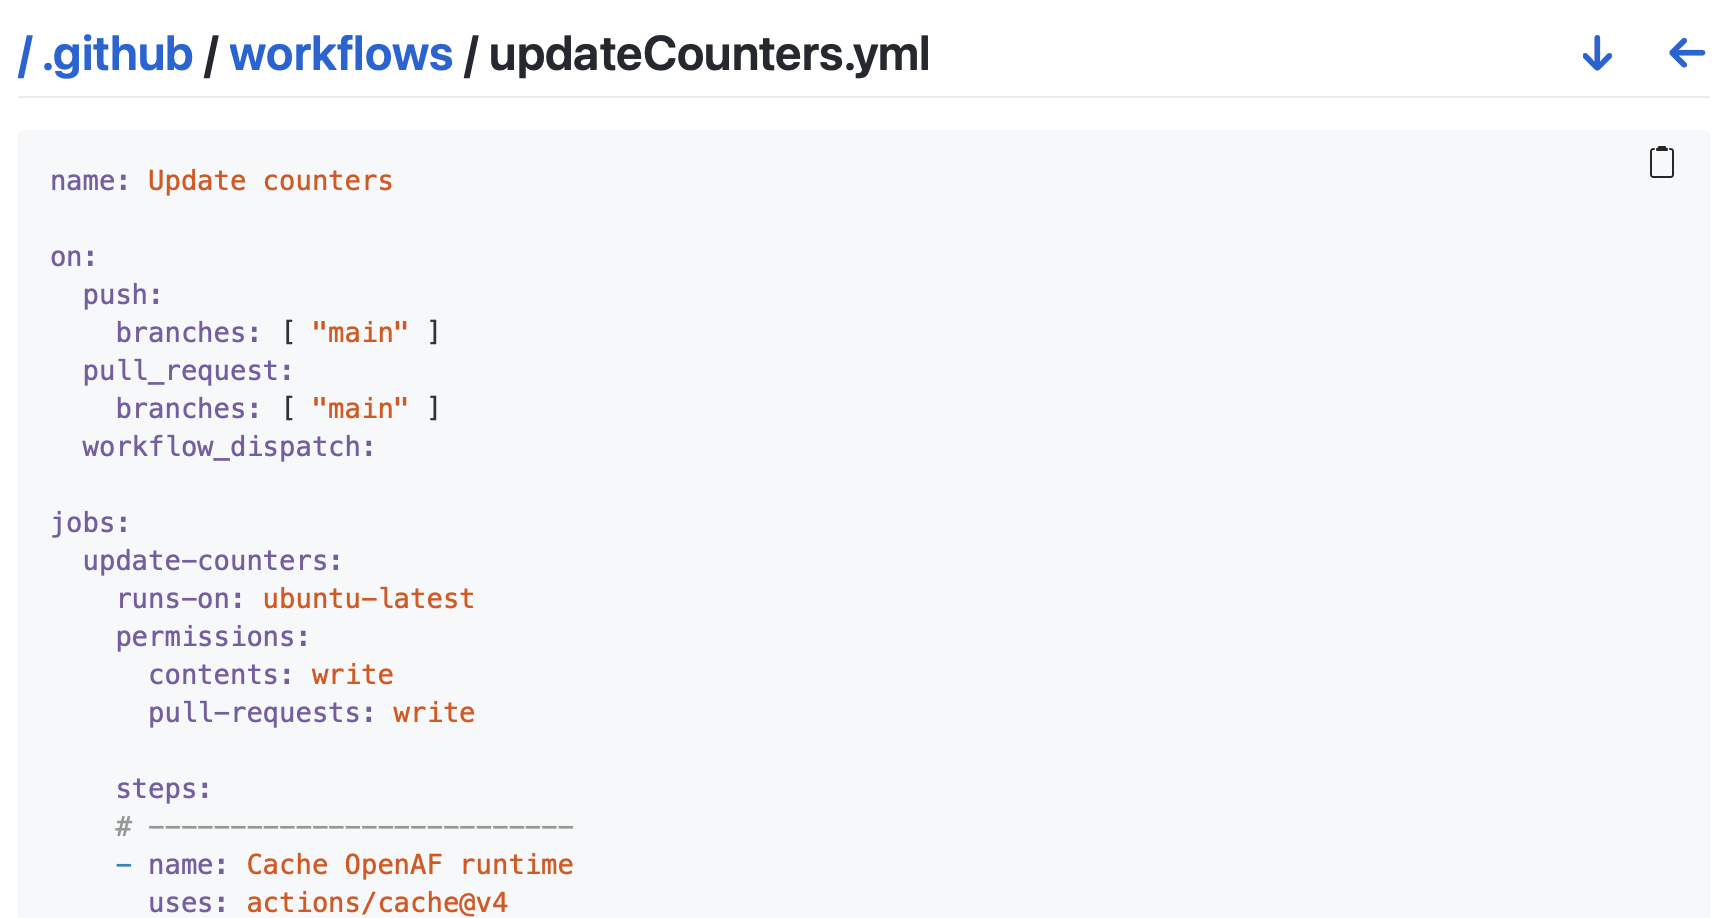 / .github / workflows / updateCounters.yml
name: Update counters
on:
  push:
    branches: [ "main" ]
  pull_request:
    branches: [ "main" ]
  workflow_dispatch:
jobs:
  update-counters:
    runs-on: ubuntu-latest
    permissions:
      contents: write
      pull-requests: write
    steps:
    # --------------------------
    - name: Cache OpenAF runtime
      uses: actions/cache@v4